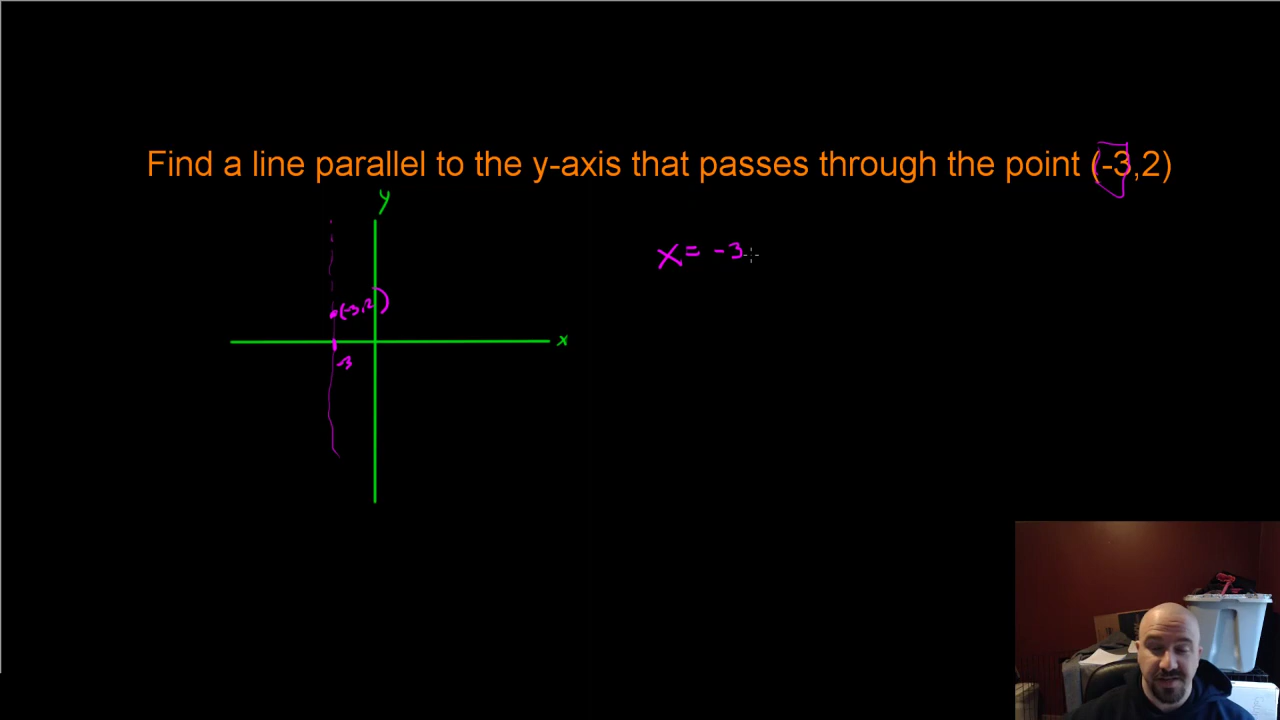 Find a line parallel to the y-axis that passes through the point (-3,2)
y
x = -3
(-3,2)
x
-3